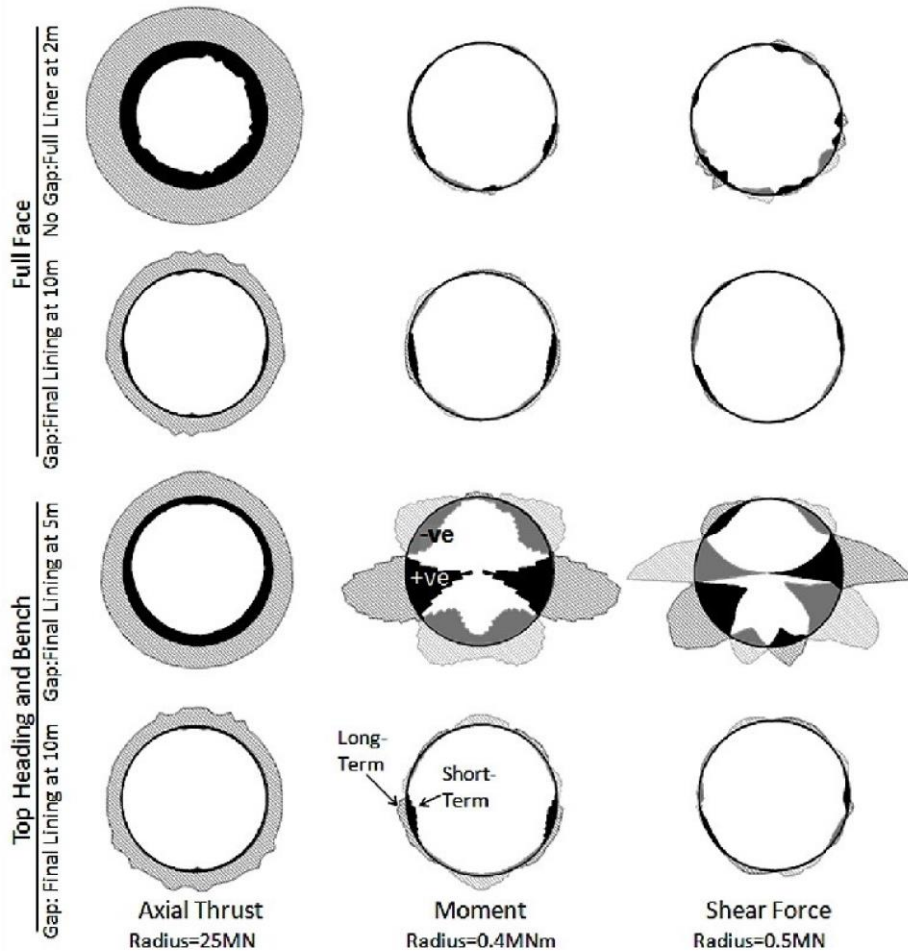 Full Face
No Gap:Full Liner at 2m
Gap:Final Lining at 10m
Top Heading and Bench
Gap:Final Lining at 5m
Gap: Final Lining at 10m
-ve
+ve
Long-
Term
Short-
Term
Axial Thrust
Radius=25MN
Moment
Radius=0.4MNm
Shear Force
Radius=0.5MN